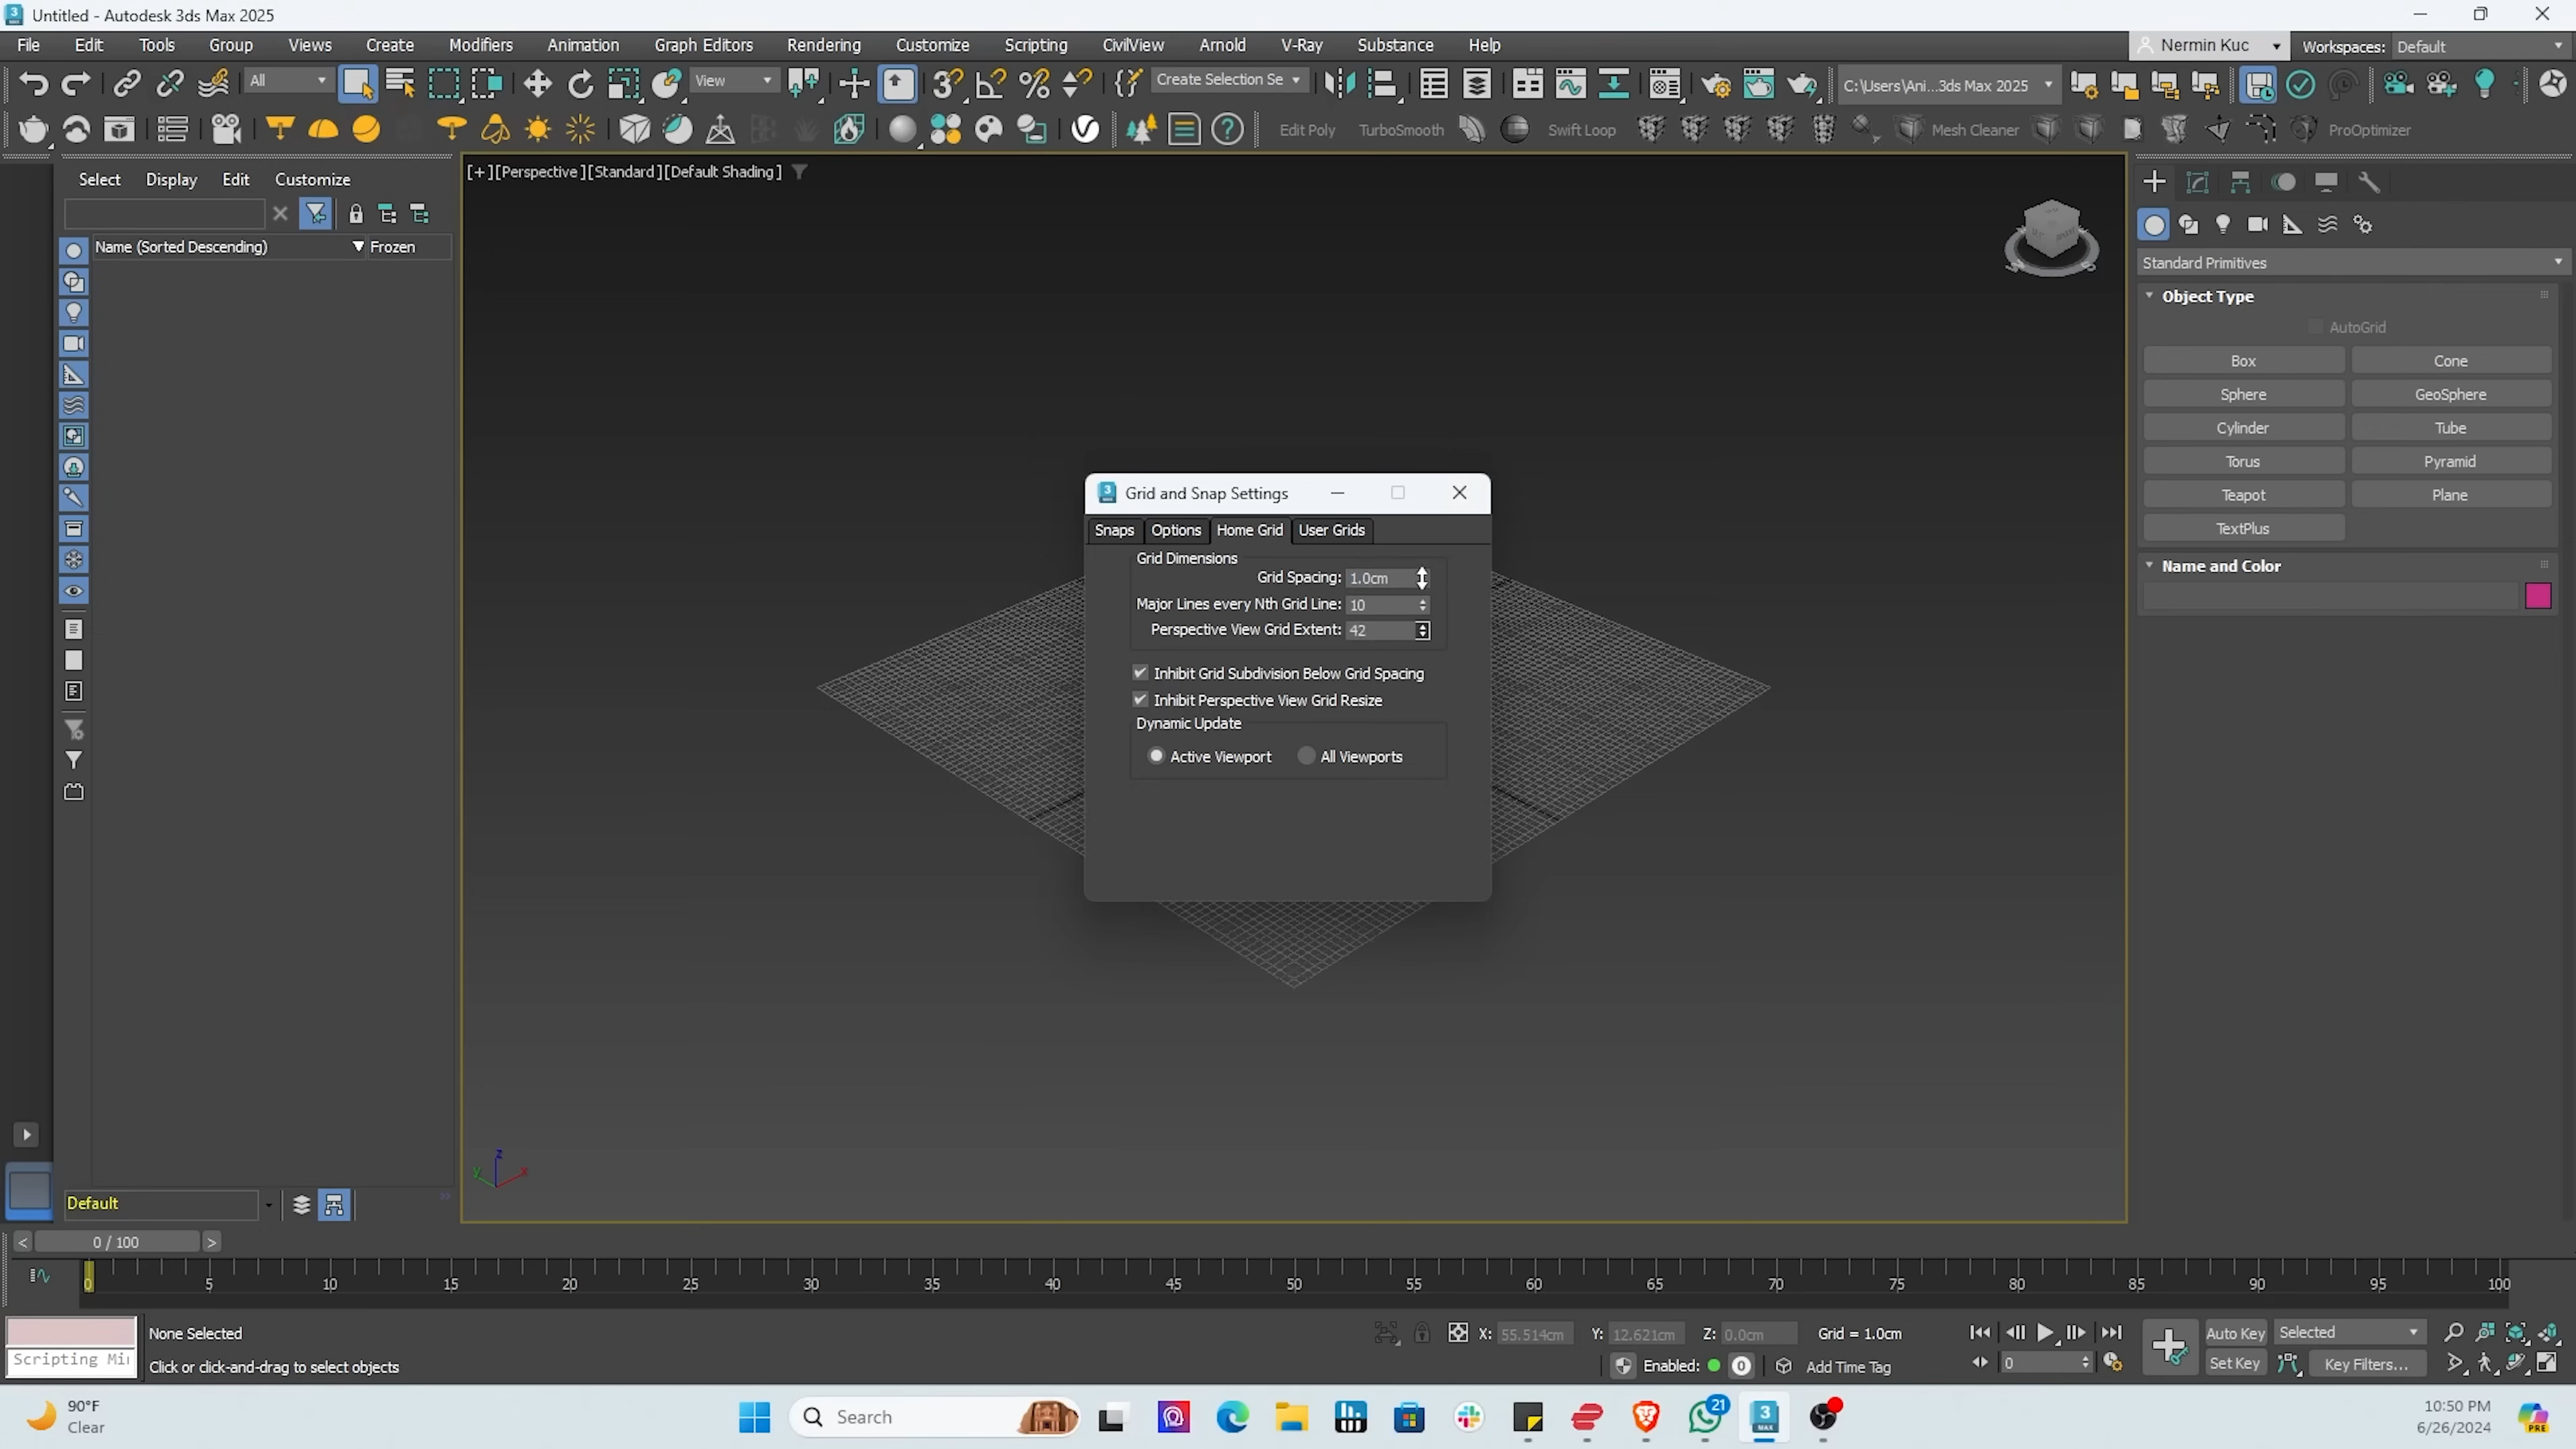 Untitled - Autodesk 3ds Max 2025
File Edit Tools Group Views Create Modifiers Animation Graph Editors Rendering Customize Scripting CivilView Arnold V-Ray Substance Help
Nermin Kuc Workspaces: Default
All View Create Selection Se C:\Users\Ani...3ds Max 2025
Edit Poly TurboSmooth Swift Loop Mesh Cleaner ProOptimizer
Select Display Edit Customize
[+][Perspective][Standard][Default Shading]
Name (Sorted Descending) Frozen
Standard Primitives
Object Type
AutoGrid
Box Cone
Sphere GeoSphere
Cylinder Tube
Torus Pyramid
Teapot Plane
TextPlus
Name and Color
Grid and Snap Settings
Snaps Options Home Grid User Grids
Grid Dimensions
Grid Spacing: 1.0cm
Major Lines every Nth Grid Line: 10
Perspective View Grid Extent: 42
Inhibit Grid Subdivision Below Grid Spacing
Inhibit Perspective View Grid Resize
Dynamic Update
Active Viewport All Viewports
z
y x
Default
< 0 / 100 >
0 5 10 15 20 25 30 35 40 45 50 55 60 65 70 75 80 85 90 95 100
None Selected X: 55.514cm Y: 12.621cm Z: 0.0cm Grid = 1.0cm Auto Key Selected
Scripting Mi
Click or click-and-drag to select objects Enabled: 0 Add Time Tag 0 Set Key Key Filters...
90°F
Clear
Search
21
10:50 PM
6/26/2024
PRE